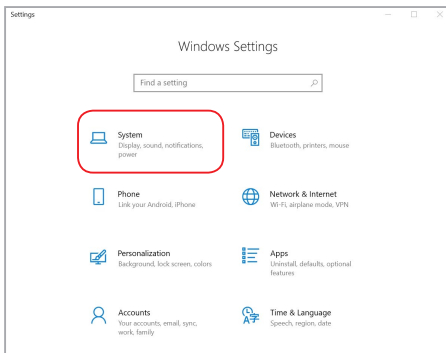 Settings
Windows Settings
Find a setting
System
Display, sound, notifications,
power
Devices
Bluetooth, printers, mouse
Phone
Link your Android, iPhone
Network & Internet
Wi-Fi, airplane mode, VPN
Personalization
Background, lock screen, colors
Apps
Uninstall, defaults, optional
features
Accounts
Your accounts, email, sync,
work, family
Time & Language
Speech, region, date